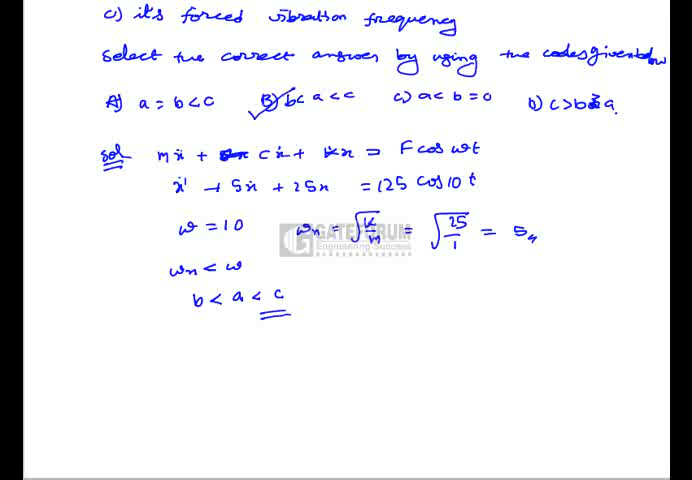 c) it's forced vibration frequency
Select the correct answer by using the codes given below
A) a = b < c B) b < a < c c) a < b = 0 D) c > b a.
sol mẍ + cẋ + kx = F cos ωt
ẍ + 5ẋ + 25x = 125 cos 10 t
ω = 10 ωn = √k/m = √25/1 = 5
GATEFORUM
Engineering Success
ωn < ω
b < a < c